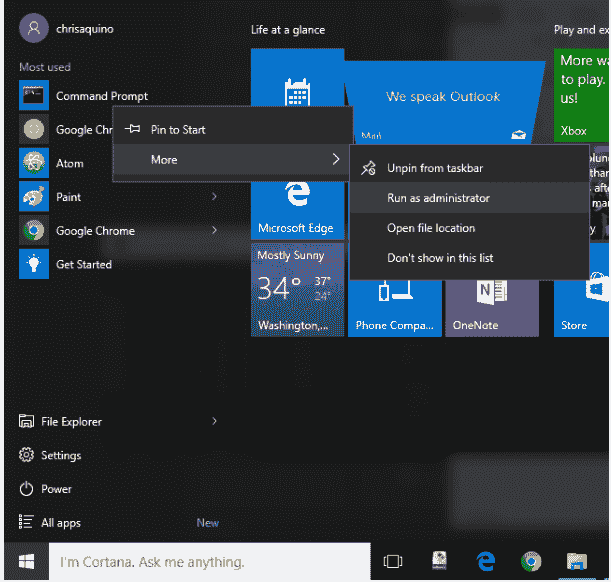 chrisaquino
Life at a glance
Play and ex
Most used
Command Prompt
Google Chr
Atom
Paint
Google Chrome
Get Started
Pin to Start
More
We speak Outlook
Mail
More wa
to play.
us!
Xbox
Unpin from taskbar
Run as administrator
Open file location
Don't show in this list
Microsoft Edge
Mostly Sunny
34° 37°
24°
Washington,...
Phone Compa...
OneNote
Store
File Explorer
Settings
Power
All apps
New
I'm Cortana. Ask me anything.